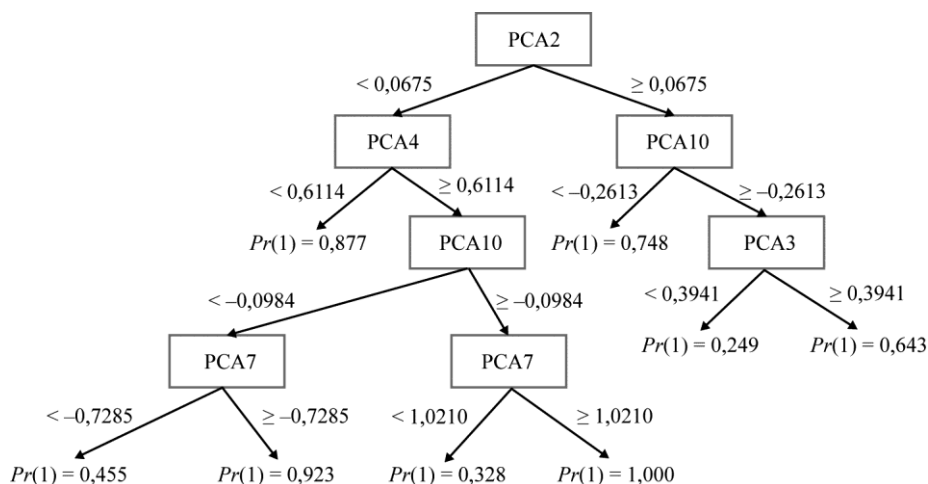 PCA2
< 0,0675
≥ 0,0675
PCA4
PCA10
< 0,6114
≥ 0,6114
< –0,2613
≥ –0,2613
Pr(1) = 0,877
PCA10
Pr(1) = 0,748
PCA3
< –0,0984
≥ –0,0984
< 0,3941
≥ 0,3941
PCA7
PCA7
Pr(1) = 0,249
Pr(1) = 0,643
< –0,7285
≥ –0,7285
< 1,0210
≥ 1,0210
Pr(1) = 0,455
Pr(1) = 0,923
Pr(1) = 0,328
Pr(1) = 1,000